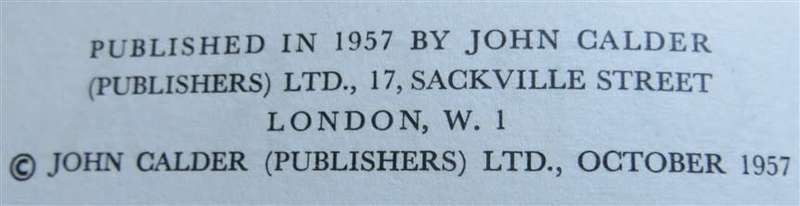 PUBLISHED IN 1957 BY JOHN CALDER
(PUBLISHERS) LTD., 17, SACKVILLE STREET
LONDON, W. 1
© JOHN CALDER (PUBLISHERS) LTD., OCTOBER 1957